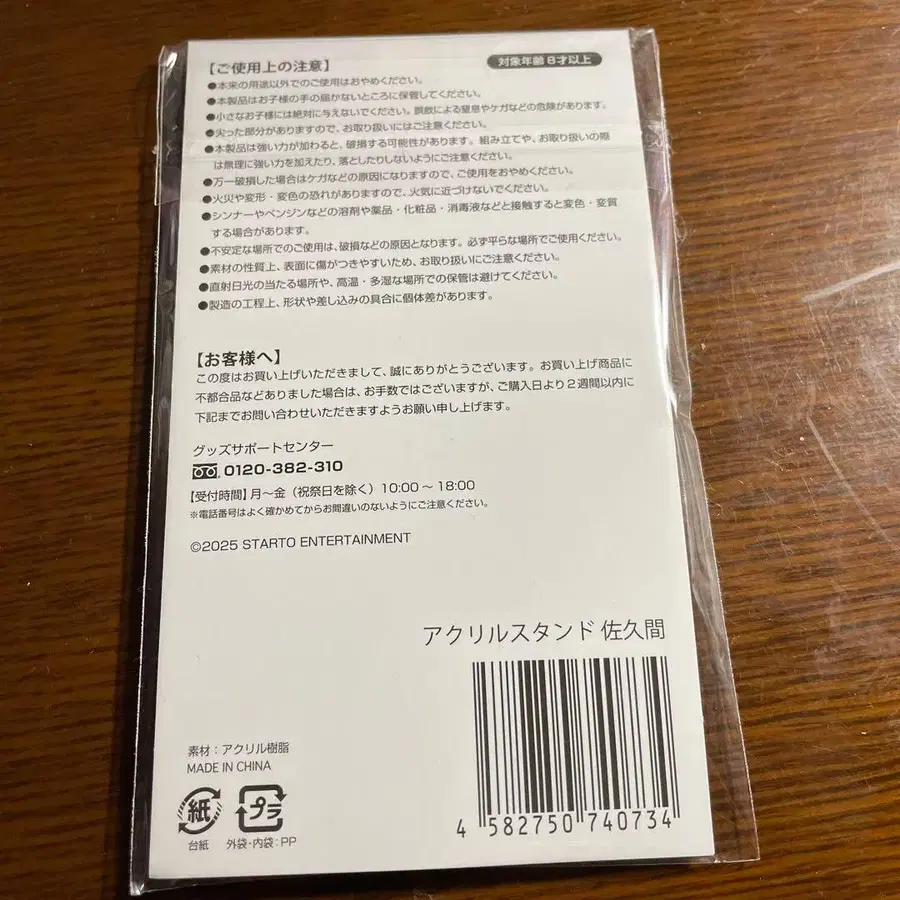 【ご使用上の注意】
対象年齢 8才以上
●本来の用途以外でのご使用はおやめください。
●本製品はお子様の手の届かないところに保管してください。
●小さなお子様には絶対に与えないでください。誤飲による窒息やケガなどの危険があります。
●尖った部分がありますので、お取り扱いにはご注意ください。
●本製品は強い力が加わると、破損する可能性があります。組み立てや、お取り扱いの際
は無理に強い力を加えたり、落としたりしないようにご注意ください。
●万一破損した場合はケガなどの原因になりますので、ご使用をおやめください。
●火災や変形・変色の恐れがありますので、火気に近づけないでください。
●シンナーやベンジンなどの溶剤や薬品・化粧品・消毒液などと接触すると変色・変質
する場合があります。
●不安定な場所でのご使用は、破損などの原因となります。必ず平らな場所でご使用ください。
●素材の性質上、表面に傷がつきやすいため、お取り扱いにご注意ください。
●直射日光の当たる場所や、高温・多湿な場所での保管は避けてください。
●製造の工程上、形状や差し込みの具合に個体差があります。
【お客様へ】
この度はお買い上げいただきまして、誠にありがとうございます。お買い上げ商品に
不都合品などありました場合は、お手数ではございますが、ご購入日より2週間以内に
下記までお問い合わせいただきますようお願い申し上げます。
グッズサポートセンター
0120-382-310
【受付時間】月～金（祝祭日を除く）10:00～18:00
※電話番号はよく確かめてからお間違いのないようにご注意ください。
©2025 STARTO ENTERTAINMENT
アクリルスタンド 佐久間
素材：アクリル樹脂
MADE IN CHINA
紙
プラ
台紙
外袋・内袋：PP
4 582750 740734